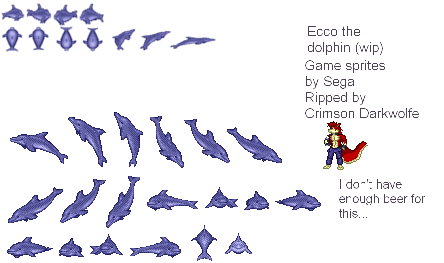 Ecco the
dolphin (wip)
Game sprites
by Sega
Ripped by
Crimson Darkwolfe
I don't have
enough beer for
this...